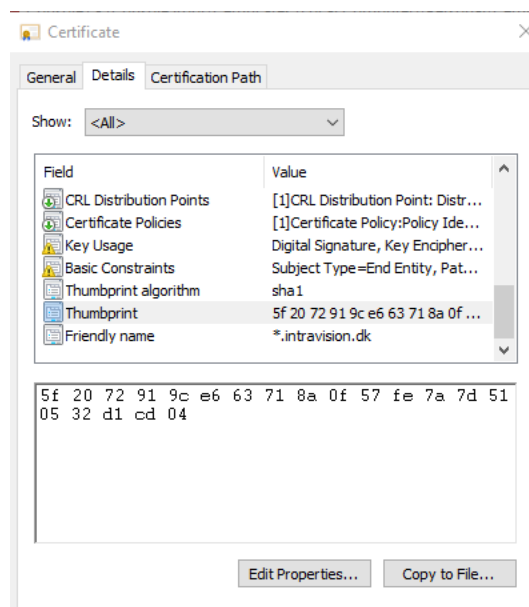 Certificate
General Details Certification Path
Show: <All>
Field Value
CRL Distribution Points [1]CRL Distribution Point: Distr...
Certificate Policies [1]Certificate Policy:Policy Ide...
Key Usage Digital Signature, Key Encipher...
Basic Constraints Subject Type=End Entity, Pat...
Thumbprint algorithm sha1
Thumbprint 5f 20 72 91 9c e6 63 71 8a 0f ...
Friendly name *.intravision.dk
5f 20 72 91 9c e6 63 71 8a 0f 57 fe 7a 7d 51
05 32 d1 cd 04
Edit Properties... Copy to File...